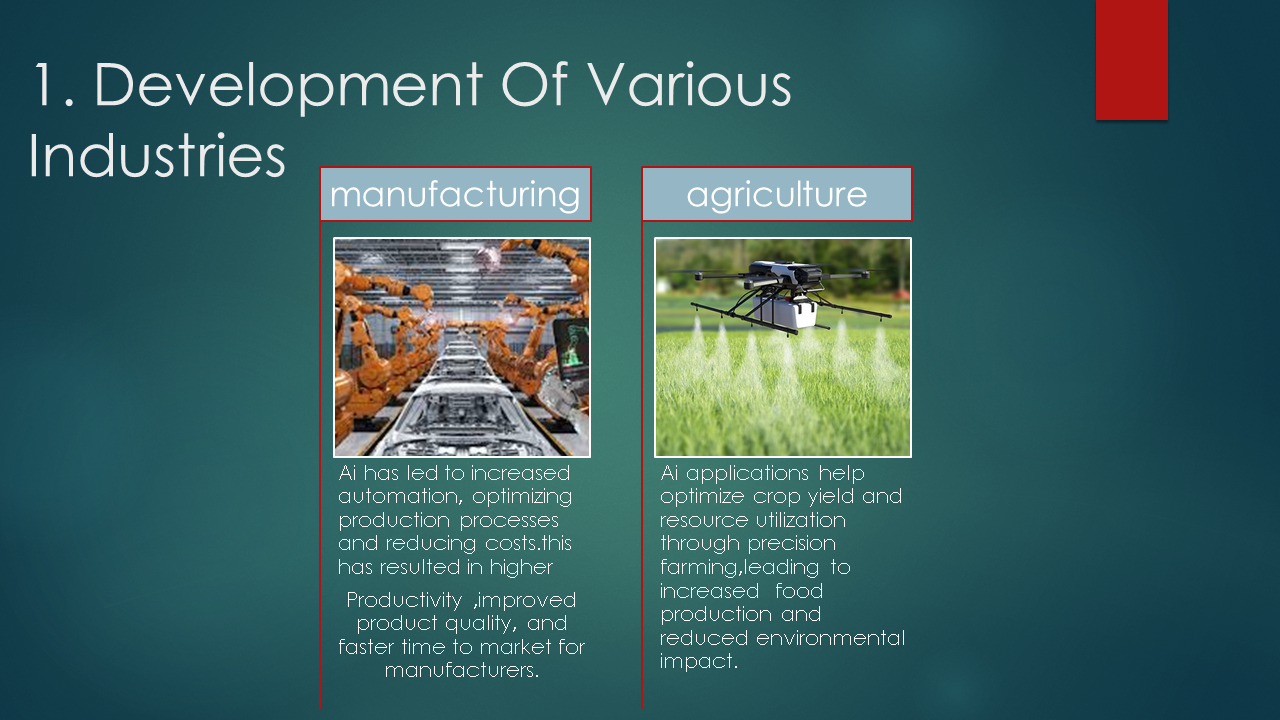 1. Development Of Various
Industries
manufacturing
Ai has led to increased
automation, optimizing
production processes
and reducing costs.this
has resulted in higher
Productivity ,improved
product quality, and
faster time to market for
manufacturers.
agriculture
Ai applications help
optimize crop yield and
resource utilization
through precision
farming,leading to
increased food
production and
reduced environmental
impact.